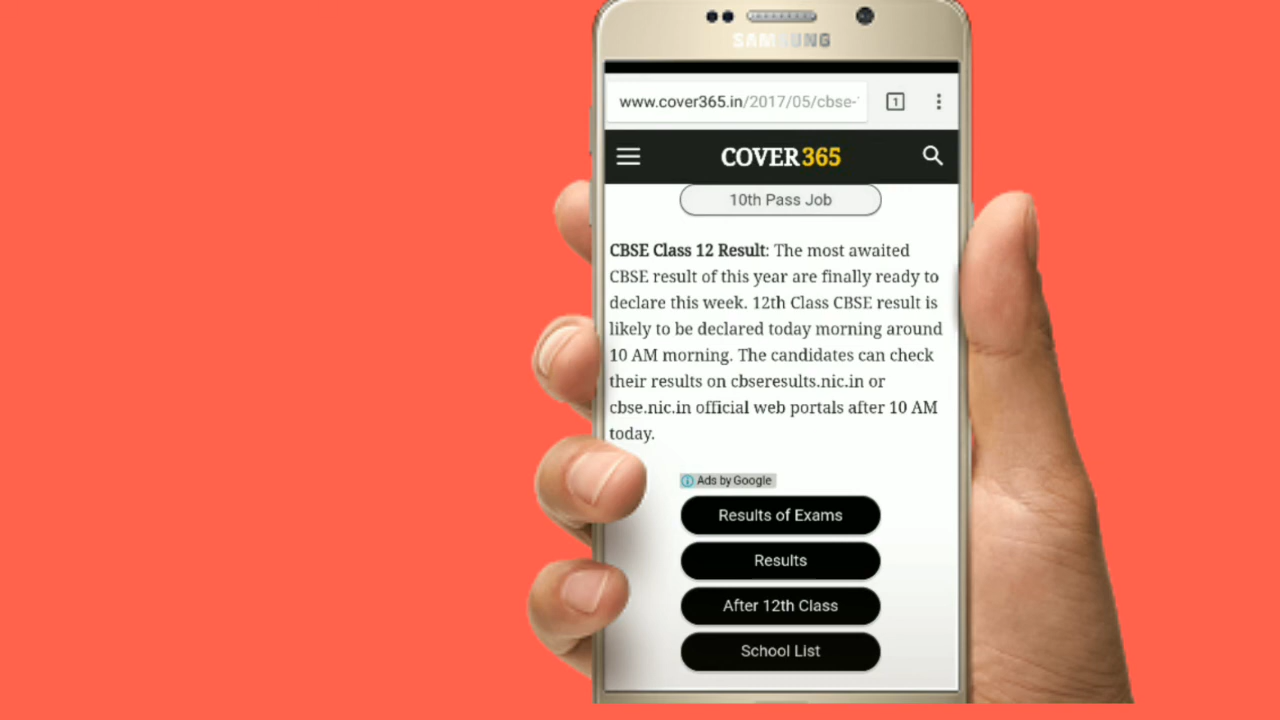 SAMSUNG
www.cover365.in/2017/05/cbse-
1
COVER365
10th Pass Job
CBSE Class 12 Result: The most awaited
CBSE result of this year are finally ready to
declare this week. 12th Class CBSE result is
likely to be declared today morning around
10 AM morning. The candidates can check
their results on cbseresults.nic.in or
cbse.nic.in official web portals after 10 AM
today.
Ads by Google
Results of Exams
Results
After 12th Class
School List